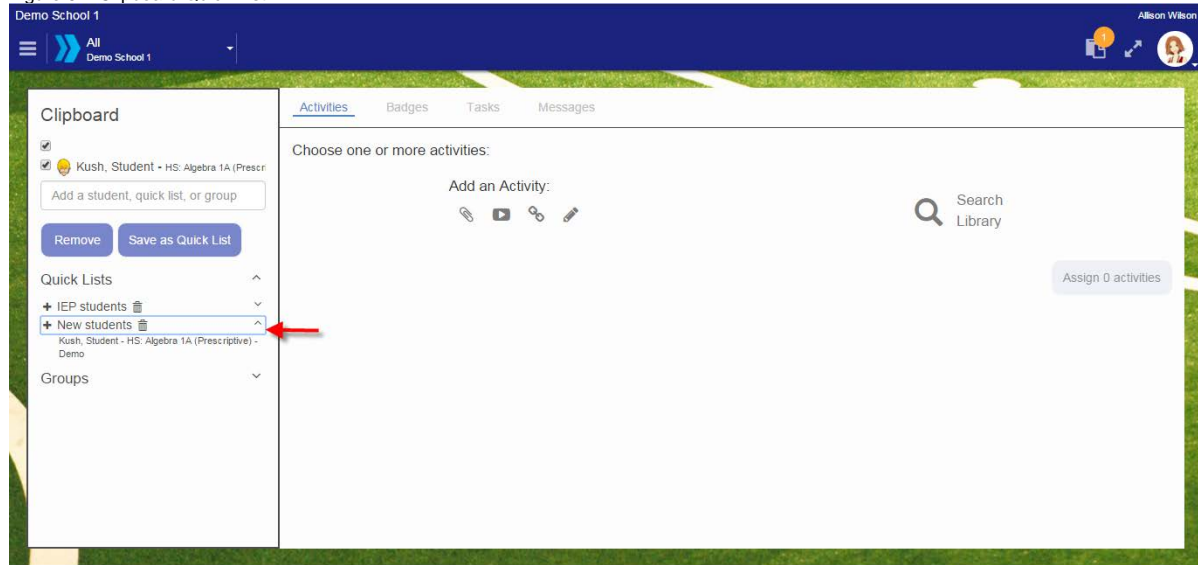 Demo School 1
Allison Wilson
All
Demo School 1
1
Clipboard
Kush, Student - HS: Algebra 1A (Prescri
Add a student, quick list, or group
Remove
Save as Quick List
Quick Lists
IEP students
New students
Kush, Student - HS: Algebra 1A (Prescriptive) -
Demo
Groups
Activities Badges Tasks Messages
Choose one or more activities:
Add an Activity:
Search
Library
Assign 0 activities